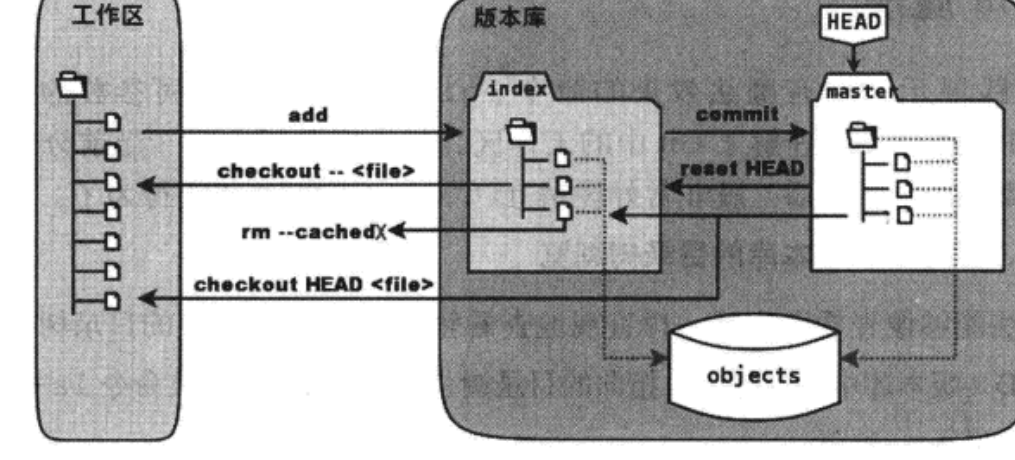 工作区
版本库
HEAD
index
master
add
commit
checkout -- <file>
reset HEAD
rm --cached
checkout HEAD <file>
objects